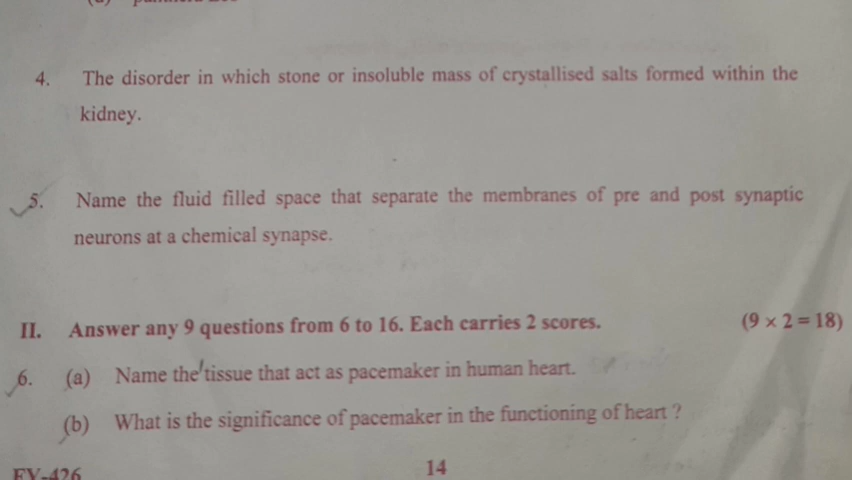 4. The disorder in which stone or insoluble mass of crystallised salts formed within the
kidney.
5. Name the fluid filled space that separate the membranes of pre and post synaptic
neurons at a chemical synapse.
II. Answer any 9 questions from 6 to 16. Each carries 2 scores. (9 × 2 = 18)
6. (a) Name the tissue that act as pacemaker in human heart.
(b) What is the significance of pacemaker in the functioning of heart ?
FY-426 14